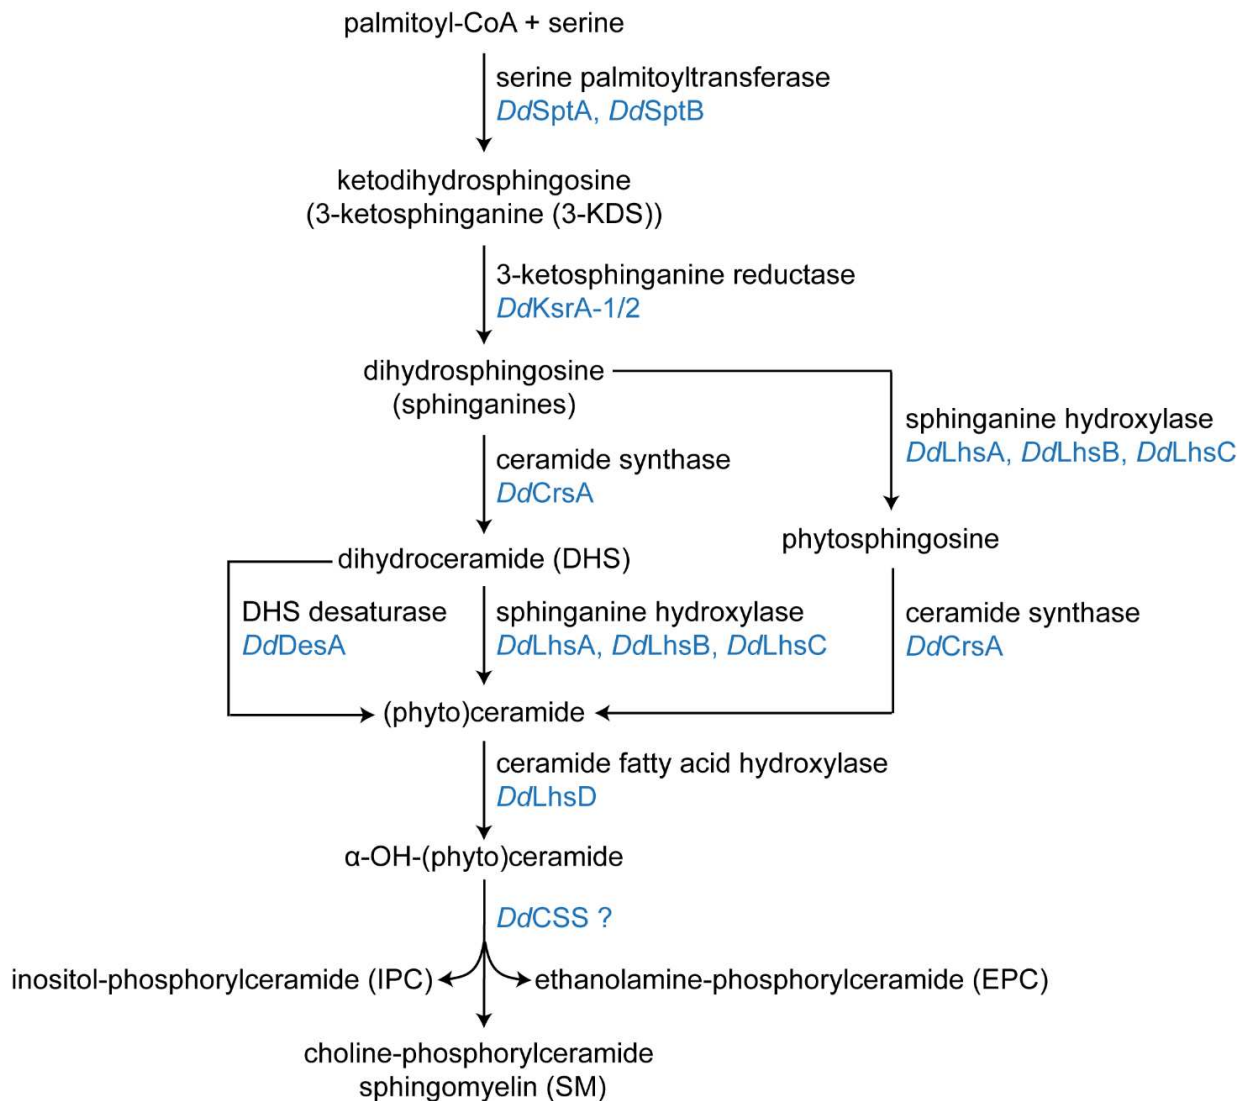 palmitoyl-CoA + serine
serine palmitoyltransferase
DdSptA, DdSptB
ketodihydrosphingosine
(3-ketosphinganine (3-KDS))
3-ketosphinganine reductase
DdKsrA-1/2
dihydrosphingosine
(sphinganines)
sphinganine hydroxylase
DdLhsA, DdLhsB, DdLhsC
ceramide synthase
DdCrsA
phytosphingosine
dihydroceramide (DHS)
DHS desaturase
DdDesA
sphinganine hydroxylase
DdLhsA, DdLhsB, DdLhsC
ceramide synthase
DdCrsA
(phyto)ceramide
ceramide fatty acid hydroxylase
DdLhsD
α-OH-(phyto)ceramide
DdCSS ?
inositol-phosphorylceramide (IPC)
ethanolamine-phosphorylceramide (EPC)
choline-phosphorylceramide
sphingomyelin (SM)